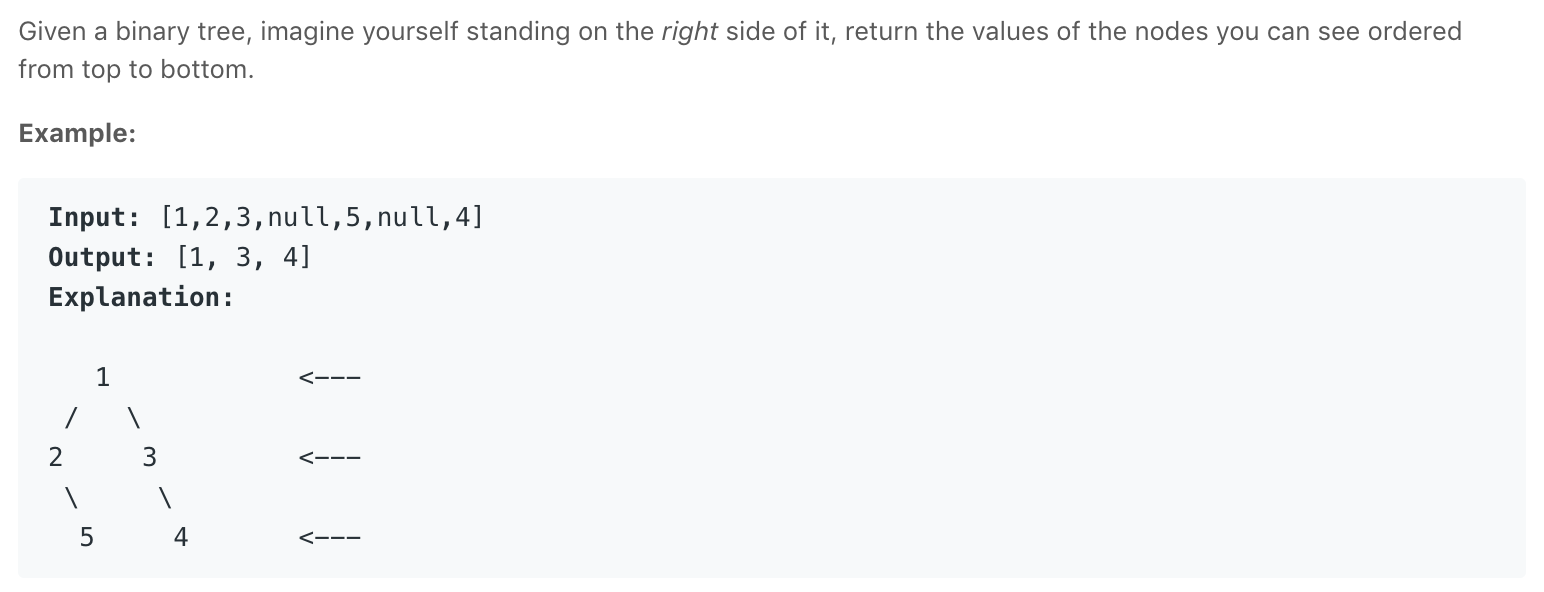 Given a binary tree, imagine yourself standing on the right side of it, return the values of the nodes you can see ordered
from top to bottom.
Example:
Input: [1,2,3,null,5,null,4]
Output: [1, 3, 4]
Explanation:
   1            <---
 /   \
2     3         <---
 \     \
  5     4       <---